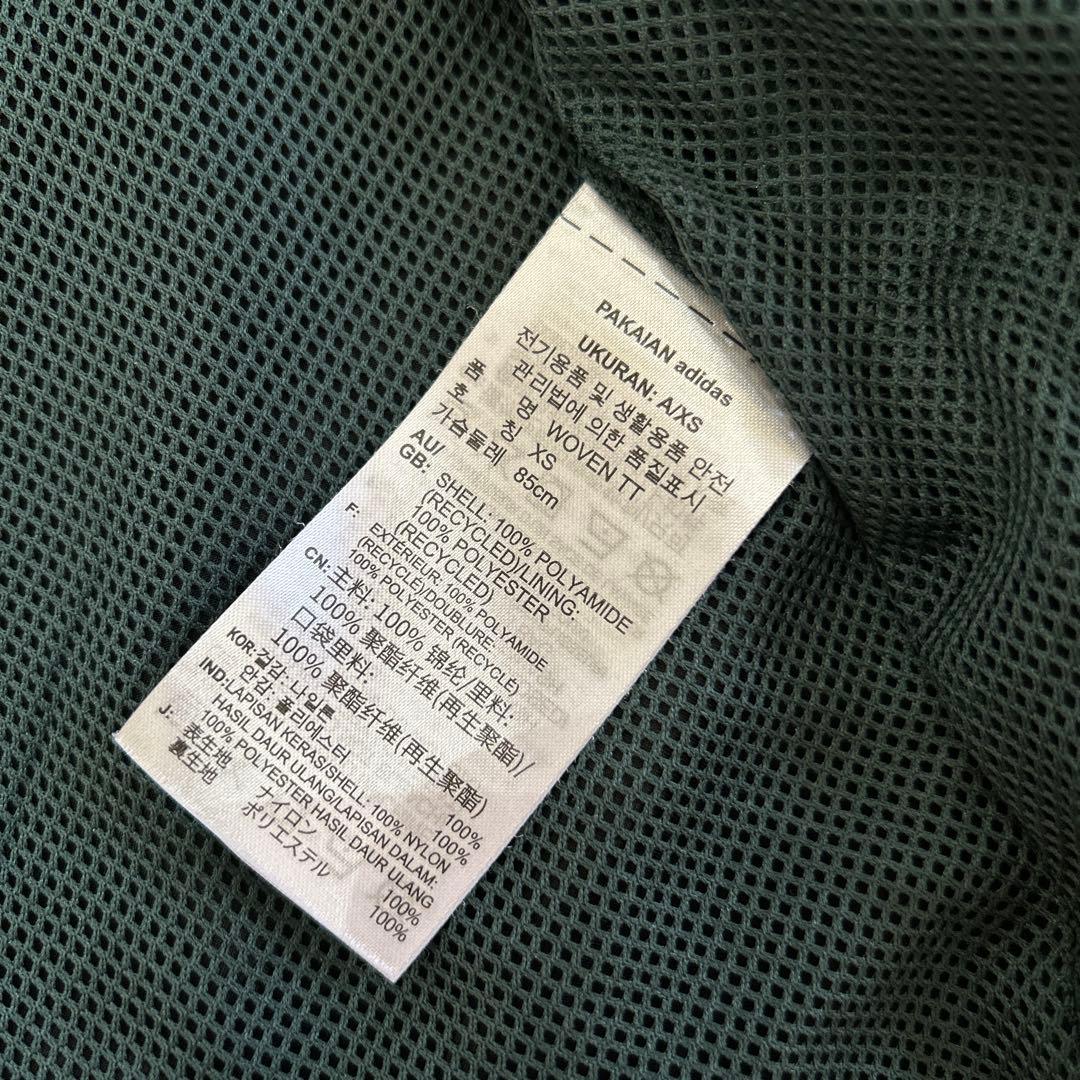 PAKAIAN adidas
UKURAN: A/XS
전기용품 및 생활용품 안전
관리법에 의한 품질표시
품 명 WOVEN TT
호 칭 XS
가슴둘레 85cm
AU/
GB: SHELL: 100% POLYAMIDE
(RECYCLED)/LINING:
100% POLYESTER
(RECYCLED)
F: EXTÉRIEUR: 100% POLYAMIDE
(RECYCLÉ)/DOUBLURE:
100% POLYESTER (RECYCLÉ)
CN: 主料: 100% 锦纶 里料:
100% 聚酯纤维(再生聚酯)/
口袋里料:
100% 聚酯纤维(再生聚酯)
KOR: 겉감: 나일론 100%
안감: 폴리에스터 100%
IND: LAPISAN KERAS/SHELL: 100% NYLON
HASIL DAUR ULANG/LAPISAN DALAM:
100% POLYESTER HASIL DAUR ULANG
J: 表生地 ナイロン 100%
裏生地 ポリエステル 100%